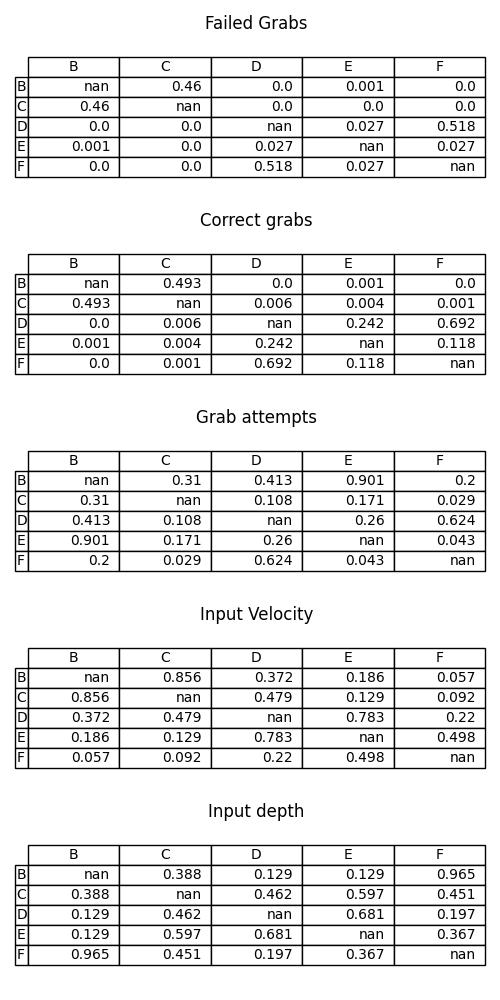 Failed Grabs
B C D E F
B nan 0.46 0.0 0.001 0.0
C 0.46 nan 0.0 0.0 0.0
D 0.0 0.0 nan 0.027 0.518
E 0.001 0.0 0.027 nan 0.027
F 0.0 0.0 0.518 0.027 nan
Correct grabs
B C D E F
B nan 0.493 0.0 0.001 0.0
C 0.493 nan 0.006 0.004 0.001
D 0.0 0.006 nan 0.242 0.692
E 0.001 0.004 0.242 nan 0.118
F 0.0 0.001 0.692 0.118 nan
Grab attempts
B C D E F
B nan 0.31 0.413 0.901 0.2
C 0.31 nan 0.108 0.171 0.029
D 0.413 0.108 nan 0.26 0.624
E 0.901 0.171 0.26 nan 0.043
F 0.2 0.029 0.624 0.043 nan
Input Velocity
B C D E F
B nan 0.856 0.372 0.186 0.057
C 0.856 nan 0.479 0.129 0.092
D 0.372 0.479 nan 0.783 0.22
E 0.186 0.129 0.783 nan 0.498
F 0.057 0.092 0.22 0.498 nan
Input depth
B C D E F
B nan 0.388 0.129 0.129 0.965
C 0.388 nan 0.462 0.597 0.451
D 0.129 0.462 nan 0.681 0.197
E 0.129 0.597 0.681 nan 0.367
F 0.965 0.451 0.197 0.367 nan